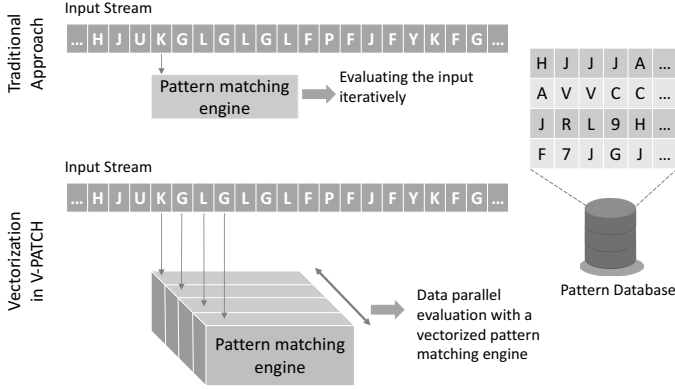 Input Stream
Traditional
Approach
... H J U K G L G L G L F P F J F Y K F G ...
Pattern matching
engine
Evaluating the input
iteratively
H J J J A ...
A V V C C ...
J R L 9 H ...
F 7 J G J ...
Pattern Database
Input Stream
Vectorization
in V-PATCH
... H J U K G L G L G L F P F J F Y K F G ...
Pattern matching
engine
Data parallel
evaluation with a
vectorized pattern
matching engine